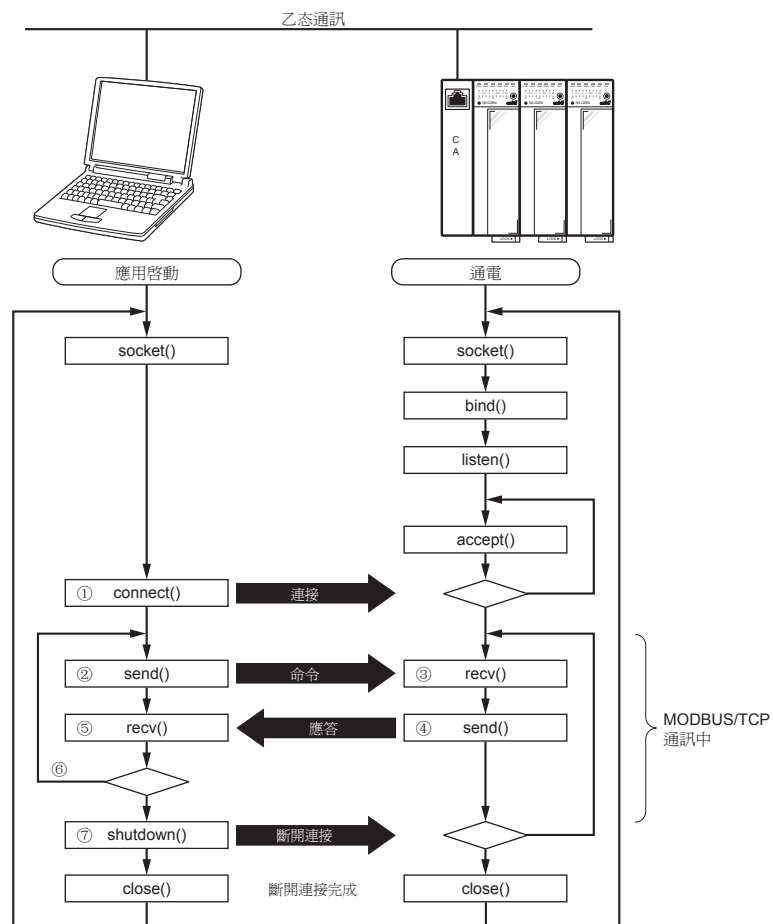 乙态通訊
C
A
應用啓動
通電
socket()
socket()
bind()
listen()
accept()
① connect()
連接
② send()
命令
③ recv()
⑤ recv()
應答
④ send()
MODBUS/TCP
通訊中
⑥
⑦ shutdown()
斷開連接
close()
斷開連接完成
close()